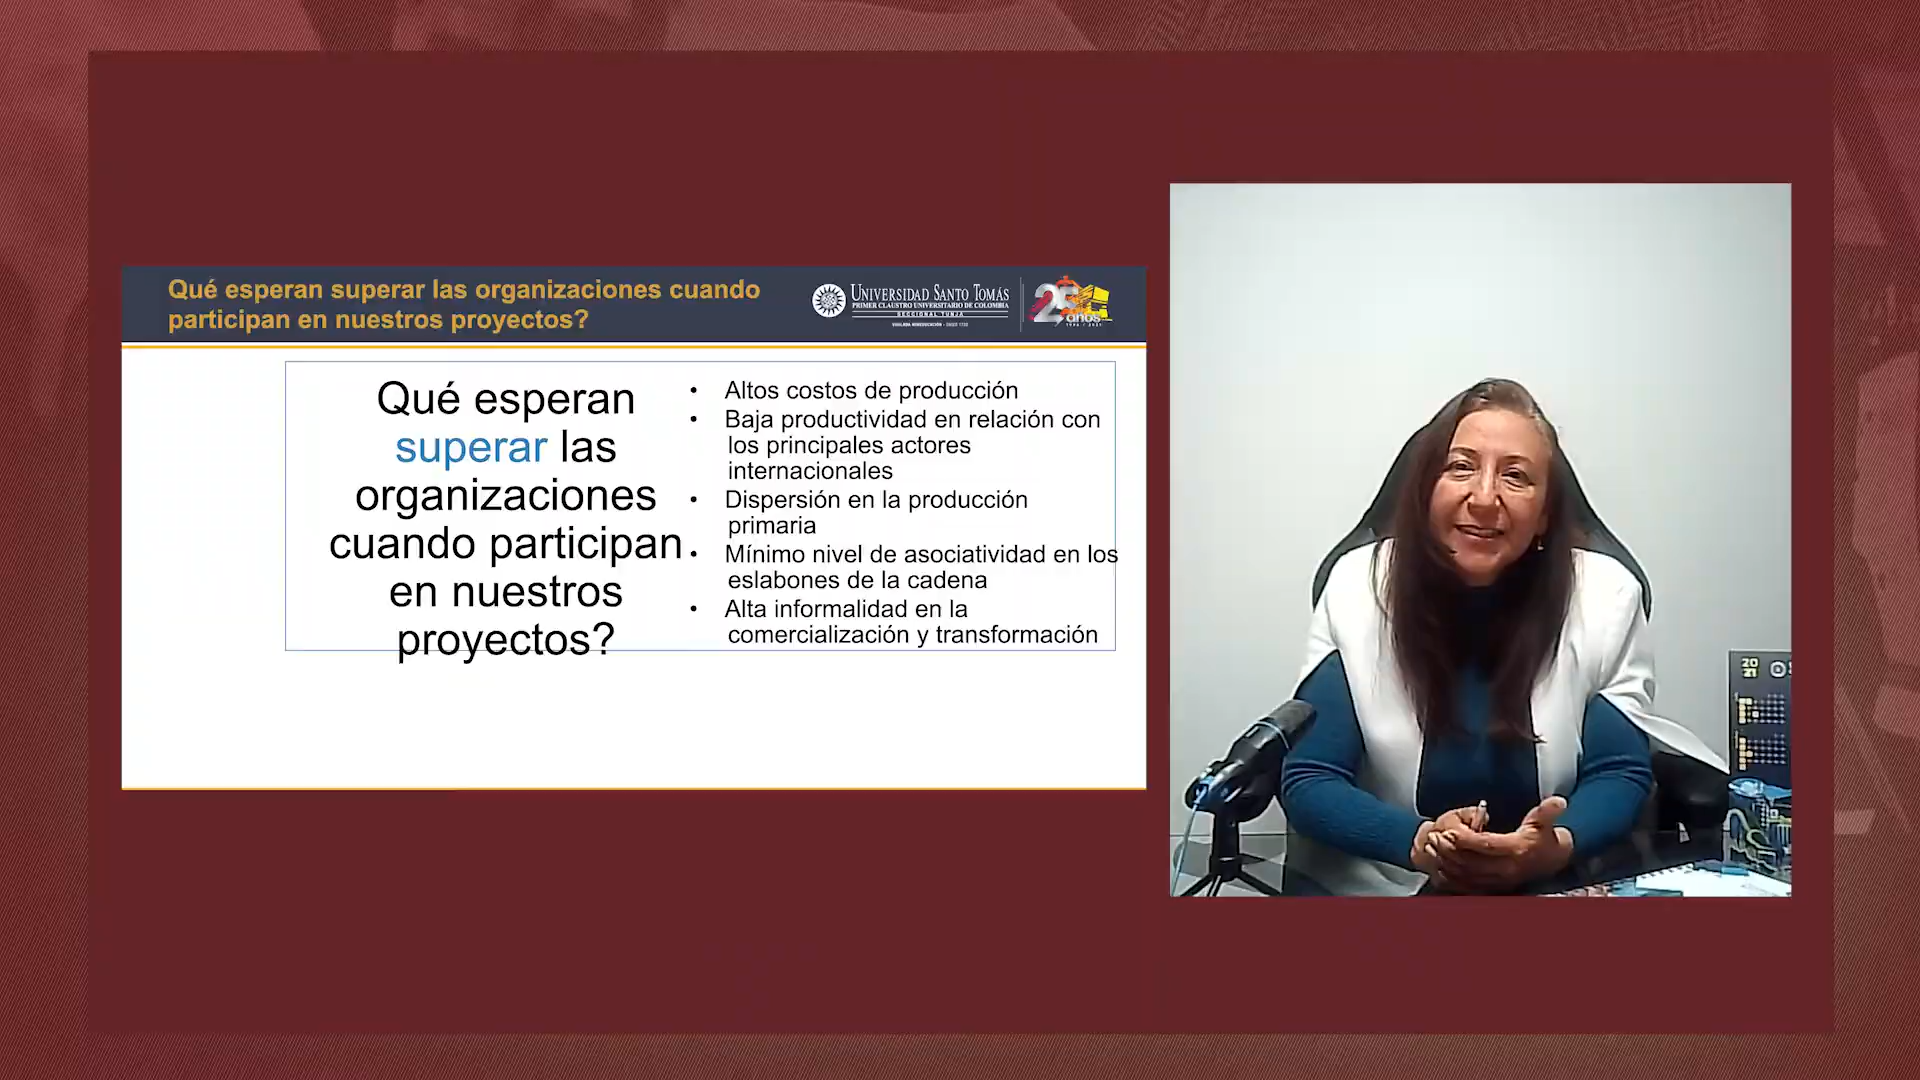 Qué esperan superar las organizaciones cuando
participan en nuestros proyectos?
UNIVERSIDAD SANTO TOMÁS
PRIMER CLAUSTRO UNIVERSITARIO DE COLOMBIA
SECCIONAL TUNJA
25
años
Qué esperan
superar las
organizaciones
cuando participan
en nuestros
proyectos?
• Altos costos de producción
• Baja productividad en relación con
los principales actores
internacionales
• Dispersión en la producción
primaria
• Mínimo nivel de asociatividad en los
eslabones de la cadena
• Alta informalidad en la
comercialización y transformación
20
21